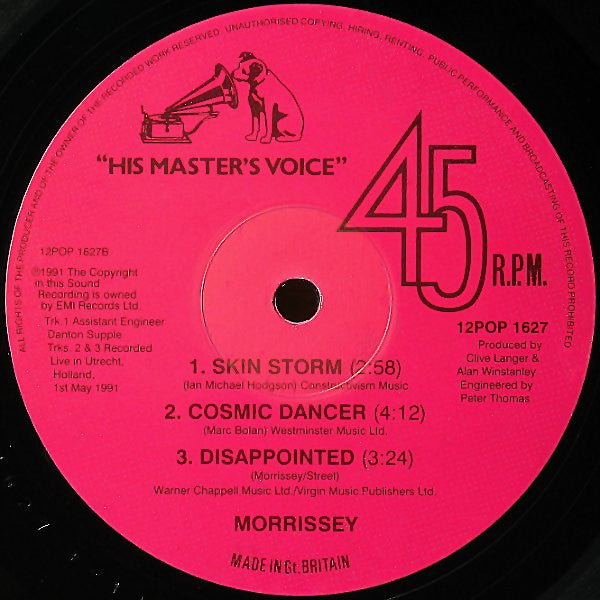 ALL RIGHTS OF THE PRODUCER AND OF THE OWNER OF THE RECORDED WORK RESERVED. UNAUTHORISED COPYING, HIRING, RENTING, PUBLIC PERFORMANCE AND BROADCASTING OF THIS RECORD PROHIBITED
"HIS MASTER'S VOICE"
45
R.P.M.
12POP 1627B
℗1991 The Copyright
in this Sound
Recording is owned
by EMI Records Ltd.
Trk.1 Assistant Engineer
Danton Supple
Trks. 2 & 3 Recorded
Live in Utrecht,
Holland,
1st May 1991
12POP 1627
Produced by
Clive Langer &
Alan Winstanley
Engineered by
Peter Thomas
1. SKIN STORM (2:58)
(Ian Michael Hodgson) Constructivism Music
2. COSMIC DANCER (4:12)
(Marc Bolan) Westminster Music Ltd.
3. DISAPPOINTED (3:24)
(Morrissey/Street)
Warner Chappell Music Ltd./Virgin Music Publishers Ltd.
MORRISSEY
MADE IN Gt. BRITAIN